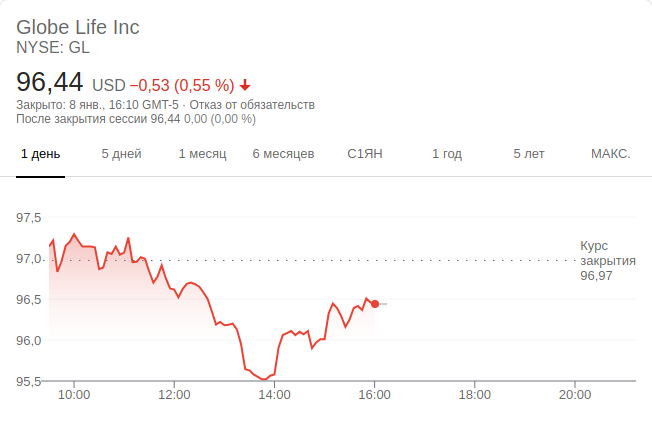 Globe Life Inc
NYSE: GL
96,44 USD −0,53 (0,55 %)
Закрыто: 8 янв., 16:10 GMT-5 · Отказ от обязательств
После закрытия сессии 96,44 0,00 (0,00 %)
1 день 5 дней 1 месяц 6 месяцев С1ЯН 1 год 5 лет МАКС.
97,5
97,0
96,5
96,0
95,5
Курс
закрытия
96,97
10:00 12:00 14:00 16:00 18:00 20:00